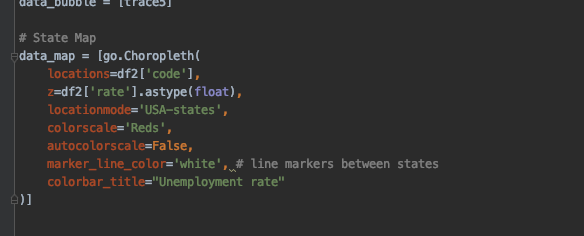 data_bubble = [trace5]
# State Map
data_map = [go.Choropleth(
locations=df2['code'],
z=df2['rate'].astype(float),
locationmode='USA-states',
colorscale='Reds',
autocolorscale=False,
marker_line_color='white', # line markers between states
colorbar_title="Unemployment rate"
)]